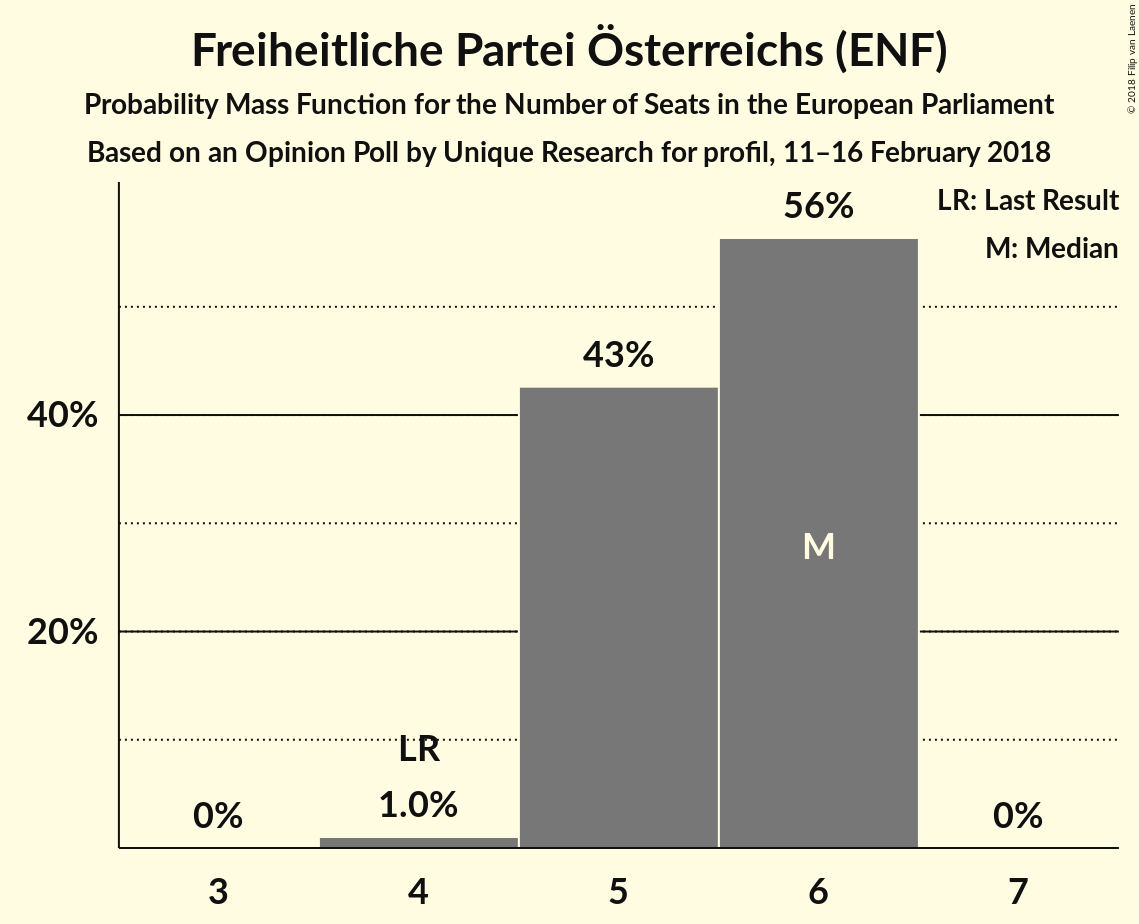 Freiheitliche Partei Österreichs (ENF)
Probability Mass Function for the Number of Seats in the European Parliament
Based on an Opinion Poll by Unique Research for profil, 11–16 February 2018
© 2018 Filip van Laenen
LR: Last Result
M: Median
56%
43%
40%
M
20%
LR
1.0%
0%
0%
3 4 5 6 7